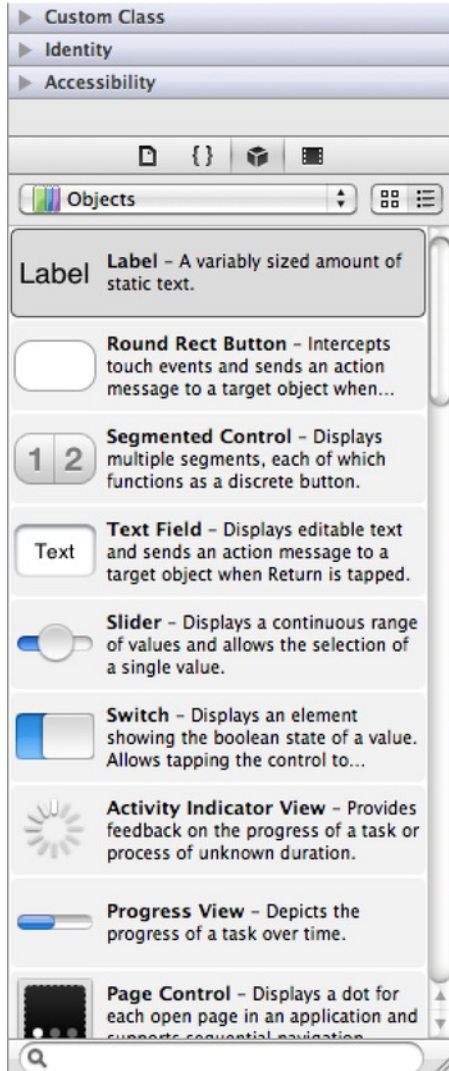 Custom Class
Identity
Accessibility
{ }
Objects
Label
Label – A variably sized amount of
static text.
Round Rect Button – Intercepts
touch events and sends an action
message to a target object when...
1 2
Segmented Control – Displays
multiple segments, each of which
functions as a discrete button.
Text
Text Field – Displays editable text
and sends an action message to a
target object when Return is tapped.
Slider – Displays a continuous range
of values and allows the selection of
a single value.
Switch – Displays an element
showing the boolean state of a value.
Allows tapping the control to...
Activity Indicator View – Provides
feedback on the progress of a task or
process of unknown duration.
Progress View – Depicts the
progress of a task over time.
Page Control – Displays a dot for
each open page in an application and
supports sequential navigation